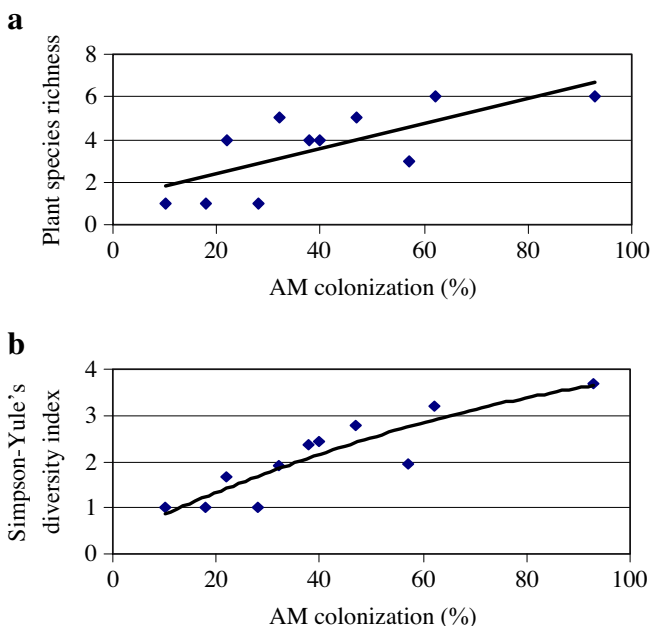 a
Plant species richness
8
6
4
2
0
0 20 40 60 80 100
AM colonization (%)
b
Simpson-Yule's
diversity index
4
3
2
1
0
0 20 40 60 80 100
AM colonization (%)